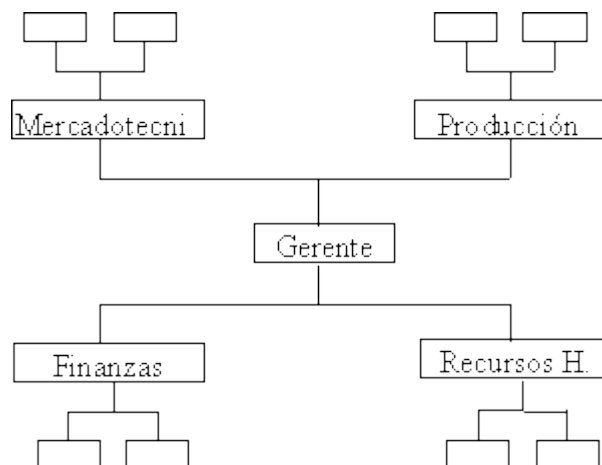 Mercadotecni
Producción
Gerente
Finanzas
Recursos H.